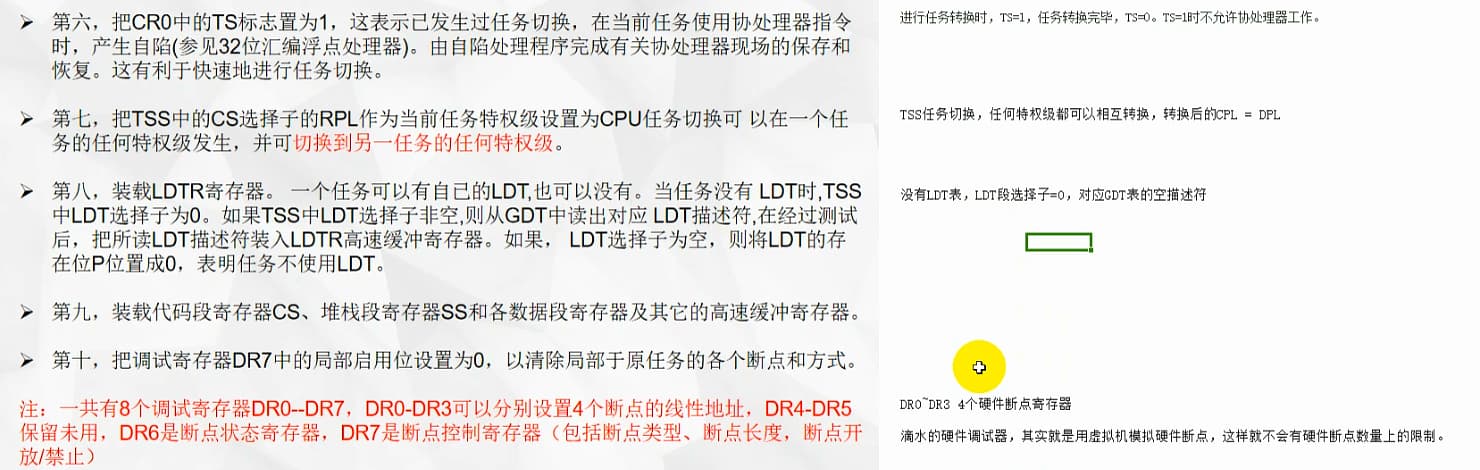 第六，把CR0中的TS标志置为1，这表示已发生过任务切换，在当前任务使用协处理器指令
时，产生自陷(参见32位汇编浮点处理器)。由自陷处理程序完成有关协处理器现场的保存和
恢复。这有利于快速地进行任务切换。
第七，把TSS中的CS选择子的RPL作为当前任务特权级设置为CPU任务切换可 以在一个任
务的任何特权级发生，并可切换到另一任务的任何特权级。
第八，装载LDTR寄存器。 一个任务可以有自己的LDT,也可以没有。当任务没有 LDT时,TSS
中LDT选择子为0。如果TSS中LDT选择子非空,则从GDT中读出对应 LDT描述符,在经过测试
后，把所读LDT描述符装入LDTR高速缓冲寄存器。如果， LDT选择子为空，则将LDT的存
在位P位置成0，表明任务不使用LDT。
第九，装载代码段寄存器CS、堆栈段寄存器SS和各数据段寄存器及其它的高速缓冲寄存器。
第十，把调试寄存器DR7中的局部启用位设置为0，以清除局部于原任务的各个断点和方式。
注：一共有8个调试寄存器DR0--DR7，DR0-DR3可以分别设置4个断点的线性地址，DR4-DR5
保留未用，DR6是断点状态寄存器，DR7是断点控制寄存器（包括断点类型、断点长度，断点开
放/禁止）
进行任务转换时，TS=1，任务转换完毕，TS=0。TS=1时不允许协处理器工作。
TSS任务切换，任何特权级都可以相互转换，转换后的CPL = DPL
没有LDT表，LDT段选择子=0，对应GDT表的空描述符
DR0~DR3 4个硬件断点寄存器
滴水的硬件调试器，其实就是用虚拟机模拟硬件断点，这样就不会有硬件断点数量上的限制。